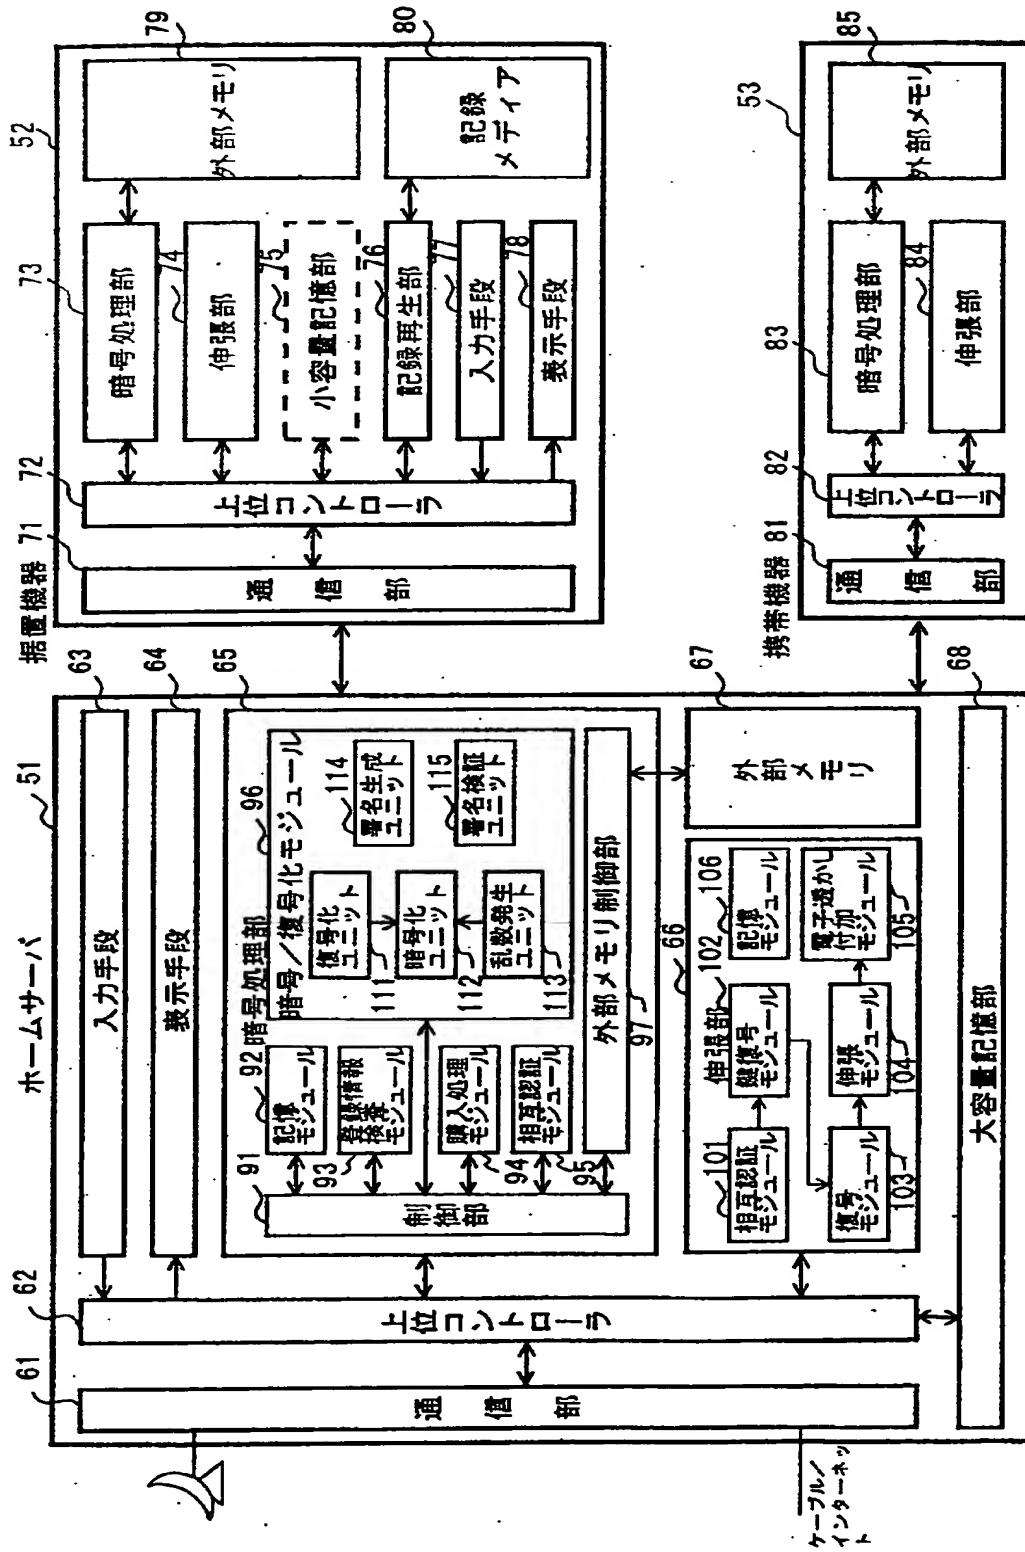 ホームサーバ
51
61
通信部
62
上位コントローラ
63
入力手段
64
表示手段
65
暗号処理部
91
制御部
92
記憶
モジュール
93
登録情報
検査
モジュール
94
購入処理
モジュール
95
相互認証
モジュール
96
暗号／復号化モジュール
111
復号化
ユニット
112
暗号化
ユニット
113
乱数発生
ユニット
114
署名生成
ユニット
115
署名検証
ユニット
97
外部メモリ制御部
66
伸張部
101
相互認証
モジュール
102
鍵復号
モジュール
103
復号
モジュール
104
伸張
モジュール
105
電子透かし
付加
モジュール
106
記憶
モジュール
67
外部
メモリ
68
大容量記憶部
ケーブル／
インターネッ
ト
据置機器
52
71
通信部
72
上位コントローラ
73
暗号処理部
74
伸張部
75
小容量記憶部
76
記録再生部
77
入力手段
78
表示手段
79
外部メモリ
80
記録
メディア
携帯機器
53
81
通信部
82
上位コントローラ
83
暗号処理部
84
伸張部
85
外部メモリ